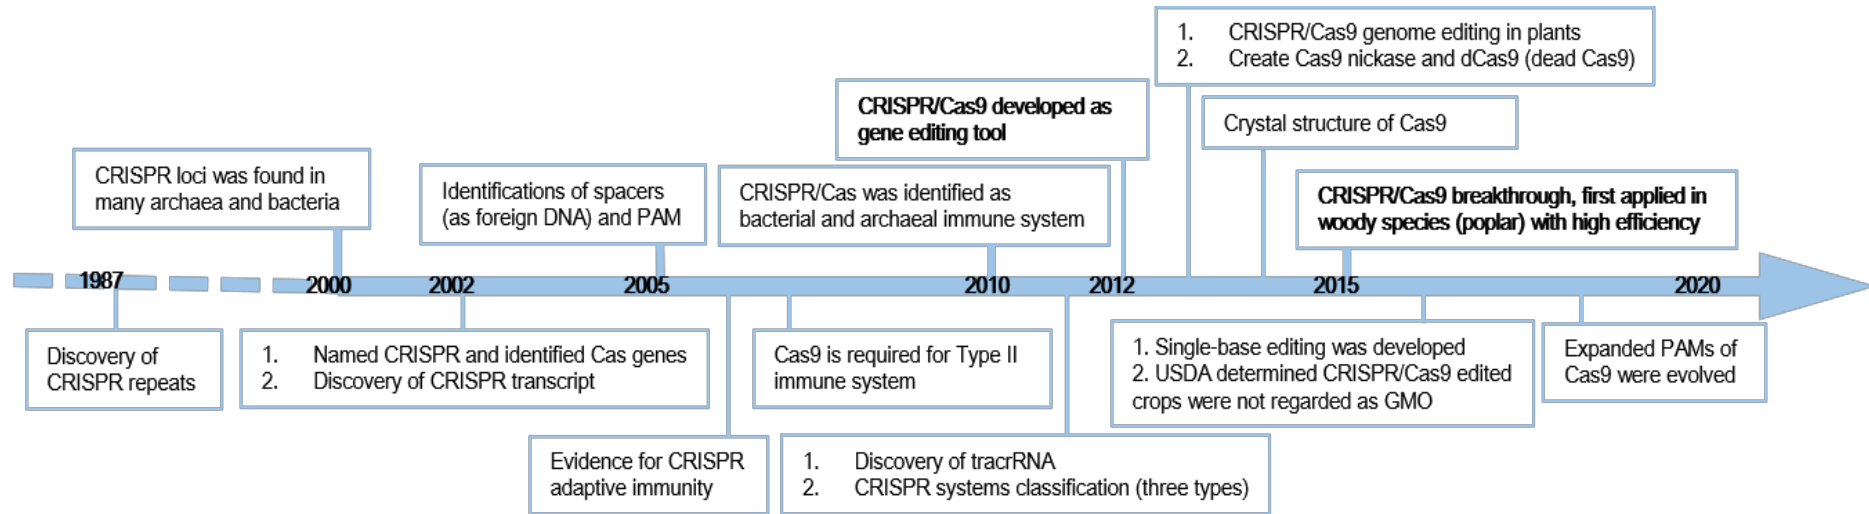 1. CRISPR/Cas9 genome editing in plants
2. Create Cas9 nickase and dCas9 (dead Cas9)
CRISPR/Cas9 developed as
gene editing tool
Crystal structure of Cas9
CRISPR loci was found in
many archaea and bacteria
Identifications of spacers
(as foreign DNA) and PAM
CRISPR/Cas was identified as
bacterial and archaeal immune system
CRISPR/Cas9 breakthrough, first applied in
woody species (poplar) with high efficiency
1987 2000 2002 2005 2010 2012 2015 2020
Discovery of
CRISPR repeats
1. Named CRISPR and identified Cas genes
2. Discovery of CRISPR transcript
Cas9 is required for Type II
immune system
1. Single-base editing was developed
2. USDA determined CRISPR/Cas9 edited
crops were not regarded as GMO
Expanded PAMs of
Cas9 were evolved
Evidence for CRISPR
adaptive immunity
1. Discovery of tracrRNA
2. CRISPR systems classification (three types)